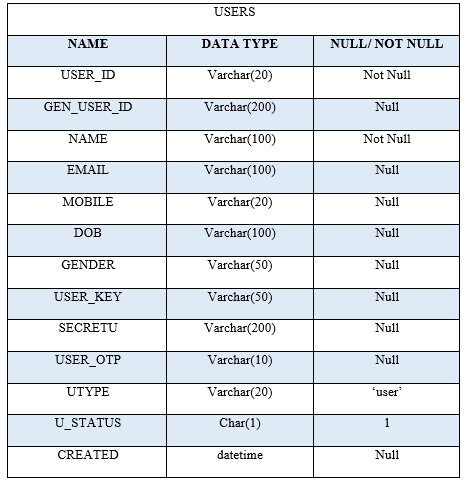 USERS
NAME DATA TYPE NULL/ NOT NULL
USER_ID Varchar(20) Not Null
GEN_USER_ID Varchar(200) Null
NAME Varchar(100) Not Null
EMAIL Varchar(100) Null
MOBILE Varchar(20) Null
DOB Varchar(100) Null
GENDER Varchar(50) Null
USER_KEY Varchar(50) Null
SECRETU Varchar(200) Null
USER_OTP Varchar(10) Null
UTYPE Varchar(20) ‘user’
U_STATUS Char(1) 1
CREATED datetime Null